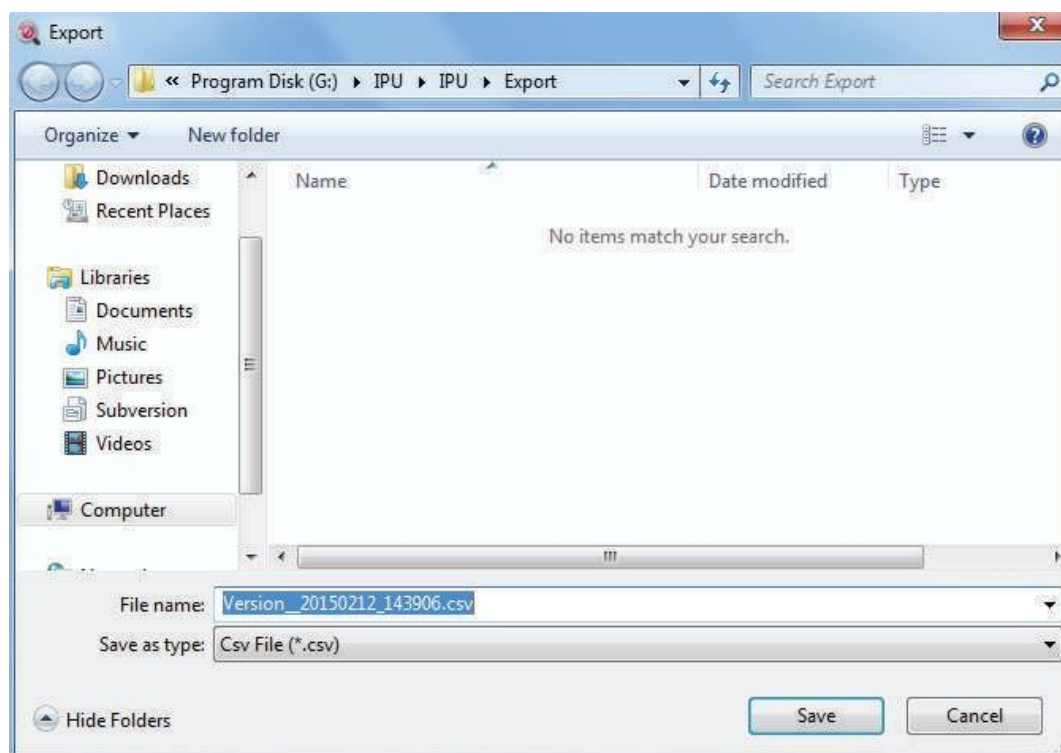 Export
« Program Disk (G:) ▸ IPU ▸ IPU ▸ Export
Search Export
Organize
New folder
Downloads
Recent Places
Libraries
Documents
Music
Pictures
Subversion
Videos
Computer
Name
Date modified
Type
No items match your search.
File name: Version__20150212_143906.csv
Save as type: Csv File (*.csv)
Hide Folders
Save
Cancel